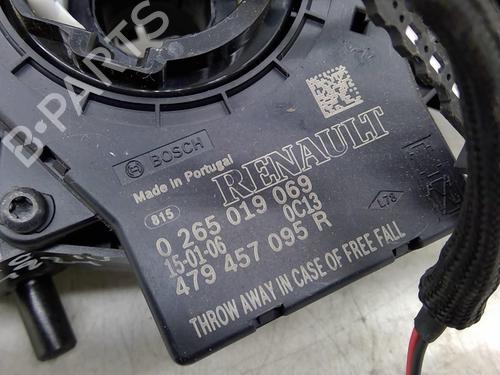 B-PARTS
BOSCH
Made in Portugal
RENAULT
B15
0 265 019 069
15-01-06 0C13
479 457 095 R
L78
THROW AWAY IN CASE OF FREE FALL